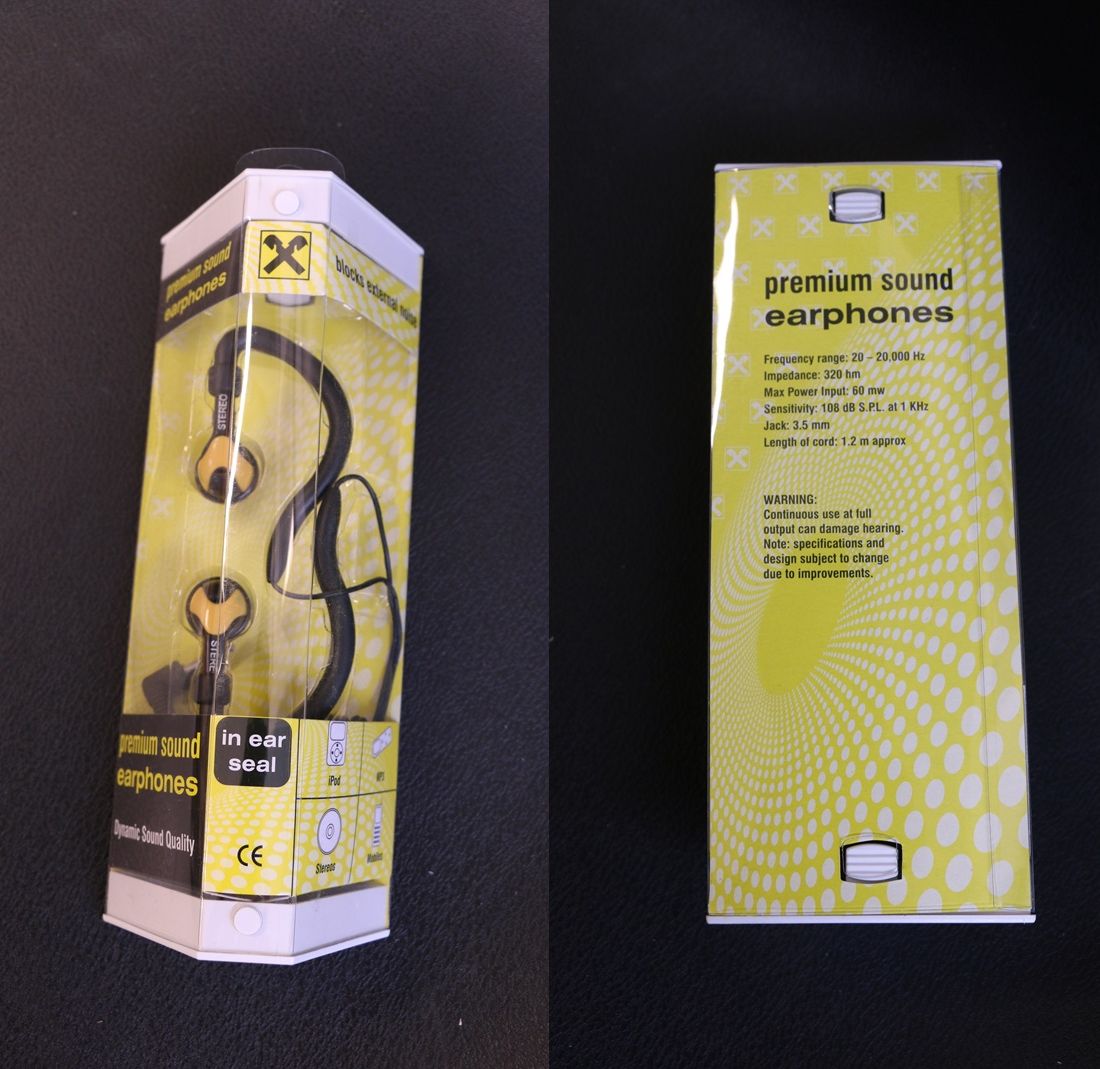 premium sound
earphones
blocks external noise
STEREO
STERE
premium sound
earphones
Dynamic Sound Quality
in ear
seal
iPod
MP3
Stereos
Mobiles
CE
premium sound
earphones
Frequency range: 20 – 20,000 Hz
Impedance: 320 hm
Max Power Input: 60 mw
Sensitivity: 108 dB S.P.L. at 1 KHz
Jack: 3.5 mm
Length of cord: 1.2 m approx
WARNING:
Continuous use at full
output can damage hearing.
Note: specifications and
design subject to change
due to improvements.